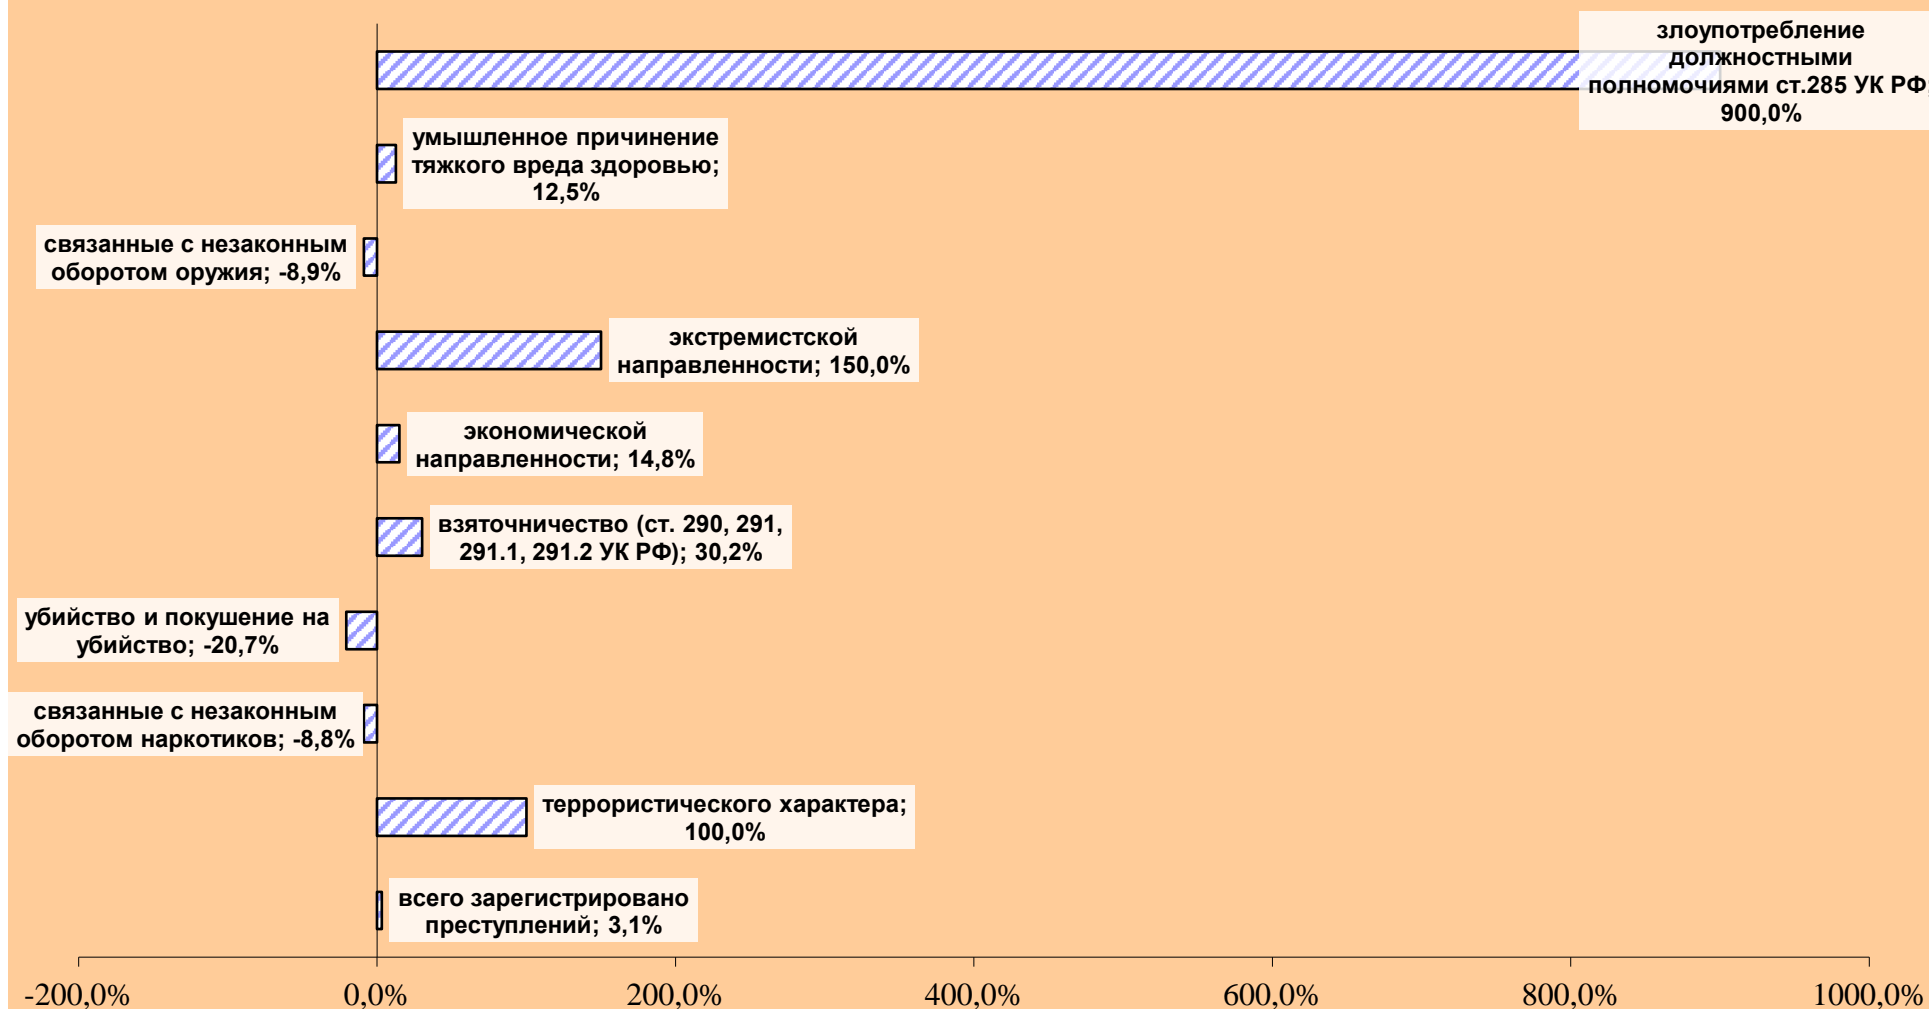 злоупотребление
должностными
полномочиями ст.285 УК РФ;
900,0%
умышленное причинение
тяжкого вреда здоровью;
12,5%
связанные с незаконным
оборотом оружия; -8,9%
экстремистской
направленности; 150,0%
экономической
направленности; 14,8%
взяточничество (ст. 290, 291,
291.1, 291.2 УК РФ); 30,2%
убийство и покушение на
убийство; -20,7%
связанные с незаконным
оборотом наркотиков; -8,8%
террористического характера;
100,0%
всего зарегистрировано
преступлений; 3,1%
-200,0% 0,0% 200,0% 400,0% 600,0% 800,0% 1000,0%